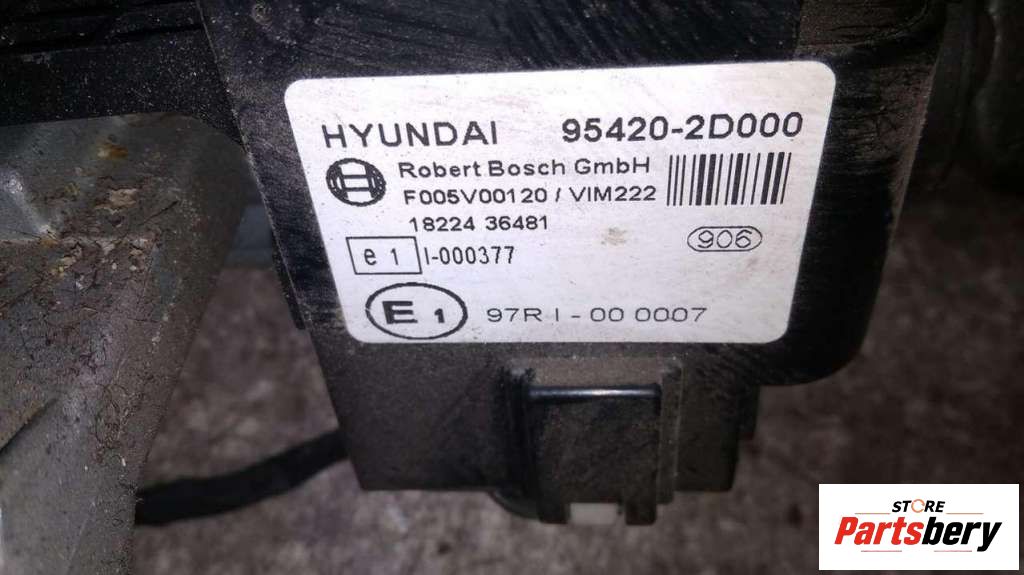 HYUNDAI 95420-2D000
Robert Bosch GmbH
F005V00120 / VIM222
18224 36481
906
e 1 I-000377
E 1 97R I - 00 0007
STORE
Partsbery